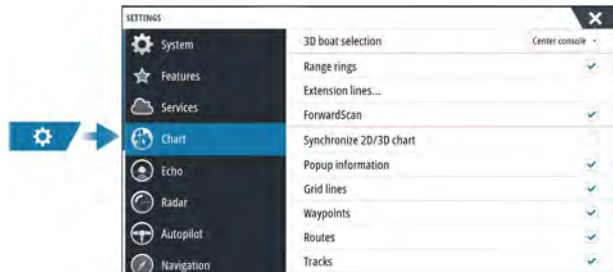 SETTINGS
System
Features
Services
Chart
Echo
Radar
Autopilot
Navigation
3D boat selection Center console
Range rings
Extension lines...
ForwardScan
Synchronize 2D/3D chart
Popup information
Grid lines
Waypoints
Routes
Tracks